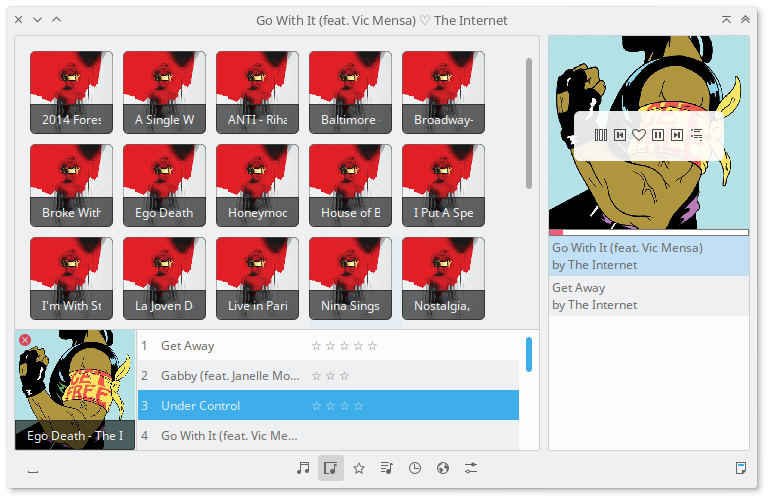 Go With It (feat. Vic Mensa) ♡ The Internet
2014 Fores
A Single W
ANTI - Riha
Baltimore -
Broadway-
Broke With
Ego Death
Honeymoc
House of B
I Put A Spe
I'm With St
La Joven D
Live in Pari
Nina Sings
Nostalgia,
GET
FREE
Ego Death - The I
1 Get Away ☆ ☆ ☆ ☆ ☆
2 Gabby (feat. Janelle Mo... ☆ ☆ ☆
3 Under Control ☆ ☆ ☆ ☆
4 Go With It (feat. Vic Me...
Go With It (feat. Vic Mensa)
by The Internet
Get Away
by The Internet